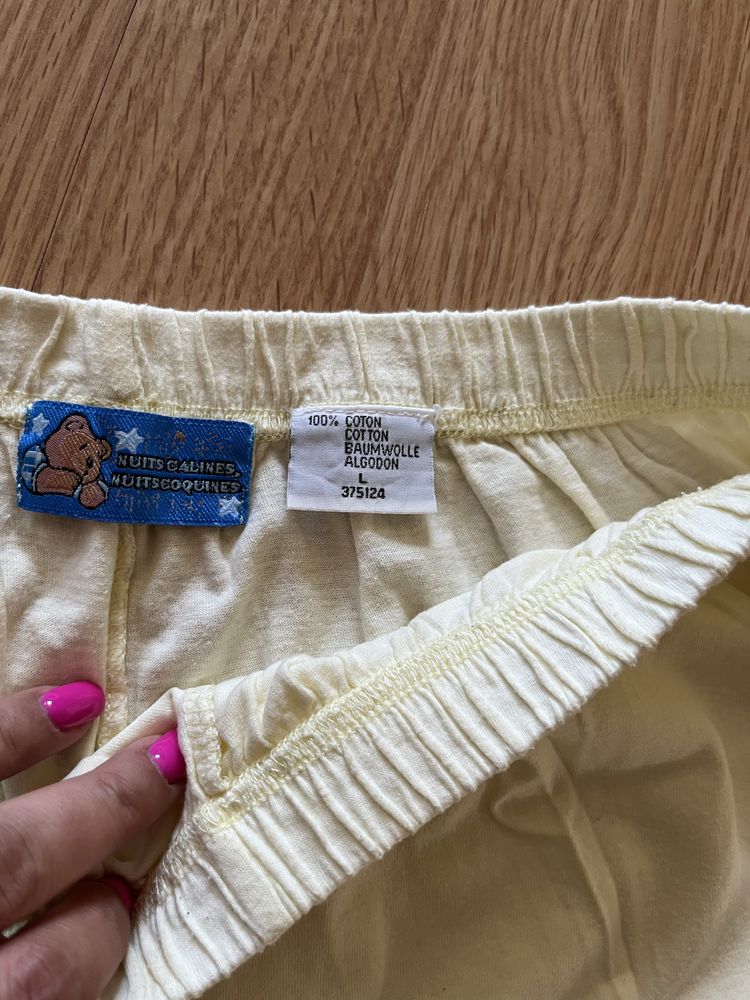 NUITS CALINES,
NUITS COQUINES
100% COTON
COTTON
BAUMWOLLE
ALGODON
L
375124